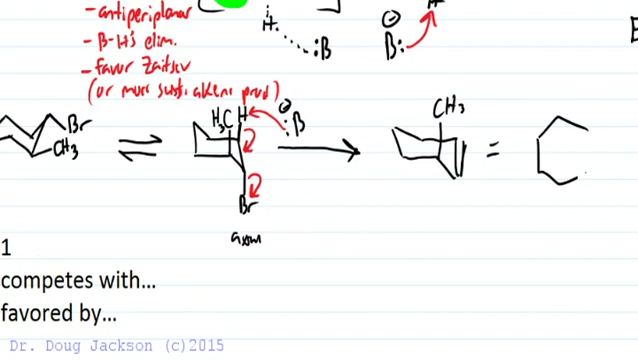 - antiperiplanar
- B-H's elim.
- favor Zaitsev
(or more subst. alkene prod)
H
:B
B:
H
Br
CH3
H3C H
:B
Br
axial
CH3
=
1
competes with...
favored by...
Dr. Doug Jackson (c)2015